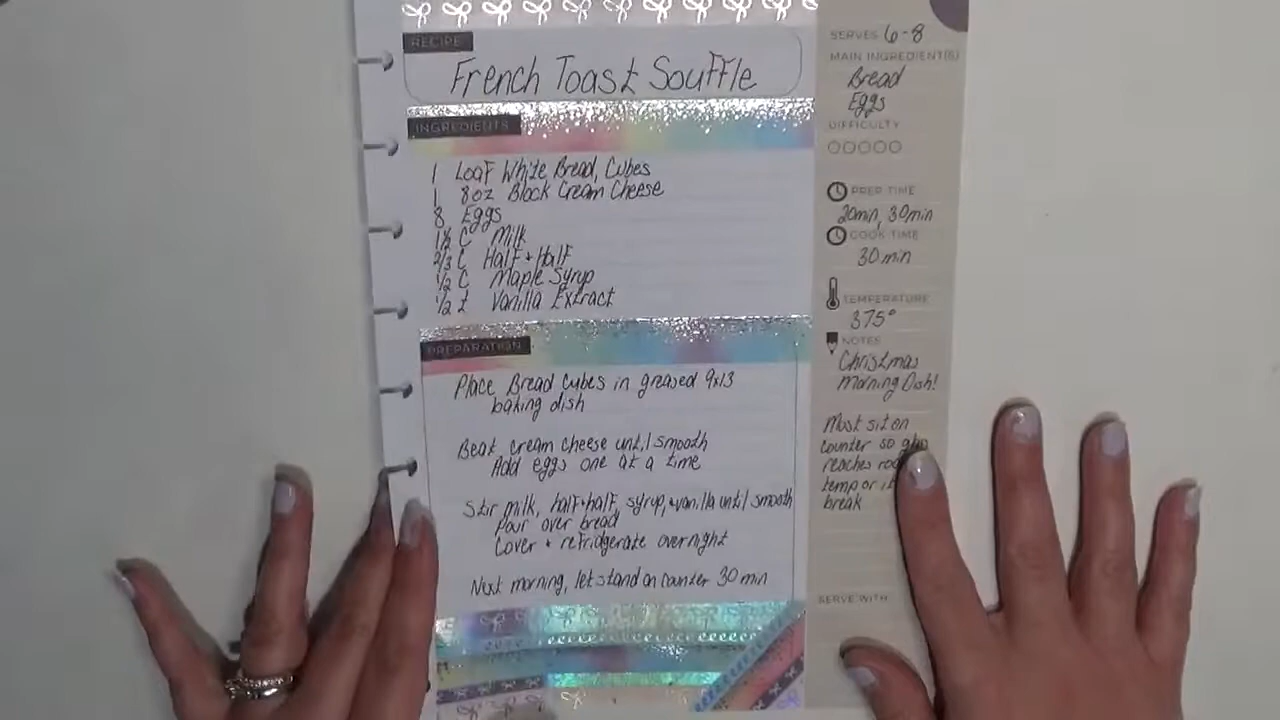 RECIPE
French Toast Souffle
INGREDIENTS
1 Loaf White Bread, Cubes
1 8oz Block Cream Cheese
8 Eggs
1½ C Milk
2/3 C Half + Half
1/2 C Maple Syrup
1/2 t Vanilla Extract
PREPARATION
Place Bread Cubes in greased 9x13
baking dish
Beat cream cheese until smooth
Add eggs one at a time
Stir milk, half+half, syrup, +vanilla until smooth
Pour over bread
Cover + refridgerate overnight
Next morning, let stand on counter 30 min
SERVES 6-8
MAIN INGREDIENT(S)
Bread
Eggs
DIFFICULTY
PREP TIME
20min, 30min
COOK TIME
30 min
TEMPERATURE
375°
NOTES
Christmas
morning Dish!
Must sit on
counter so
reaches
temp or
break
SERVE WITH